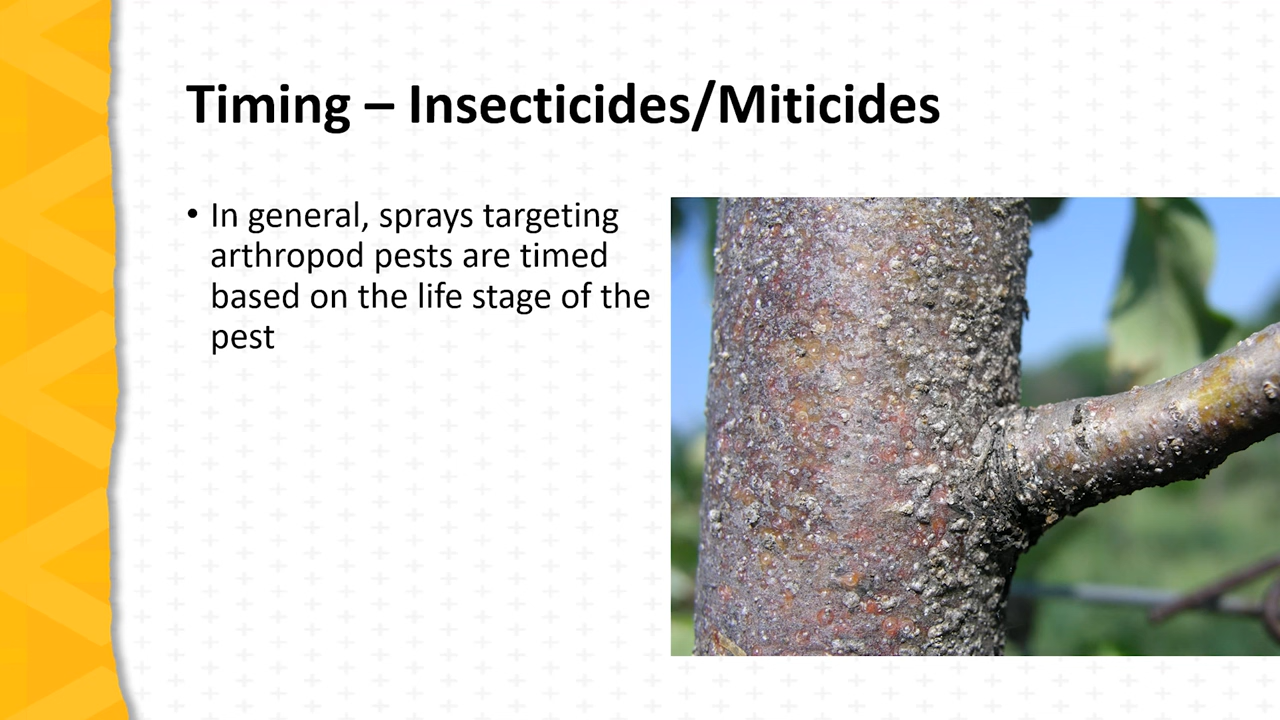 Timing – Insecticides/Miticides
• In general, sprays targeting
arthropod pests are timed
based on the life stage of the
pest